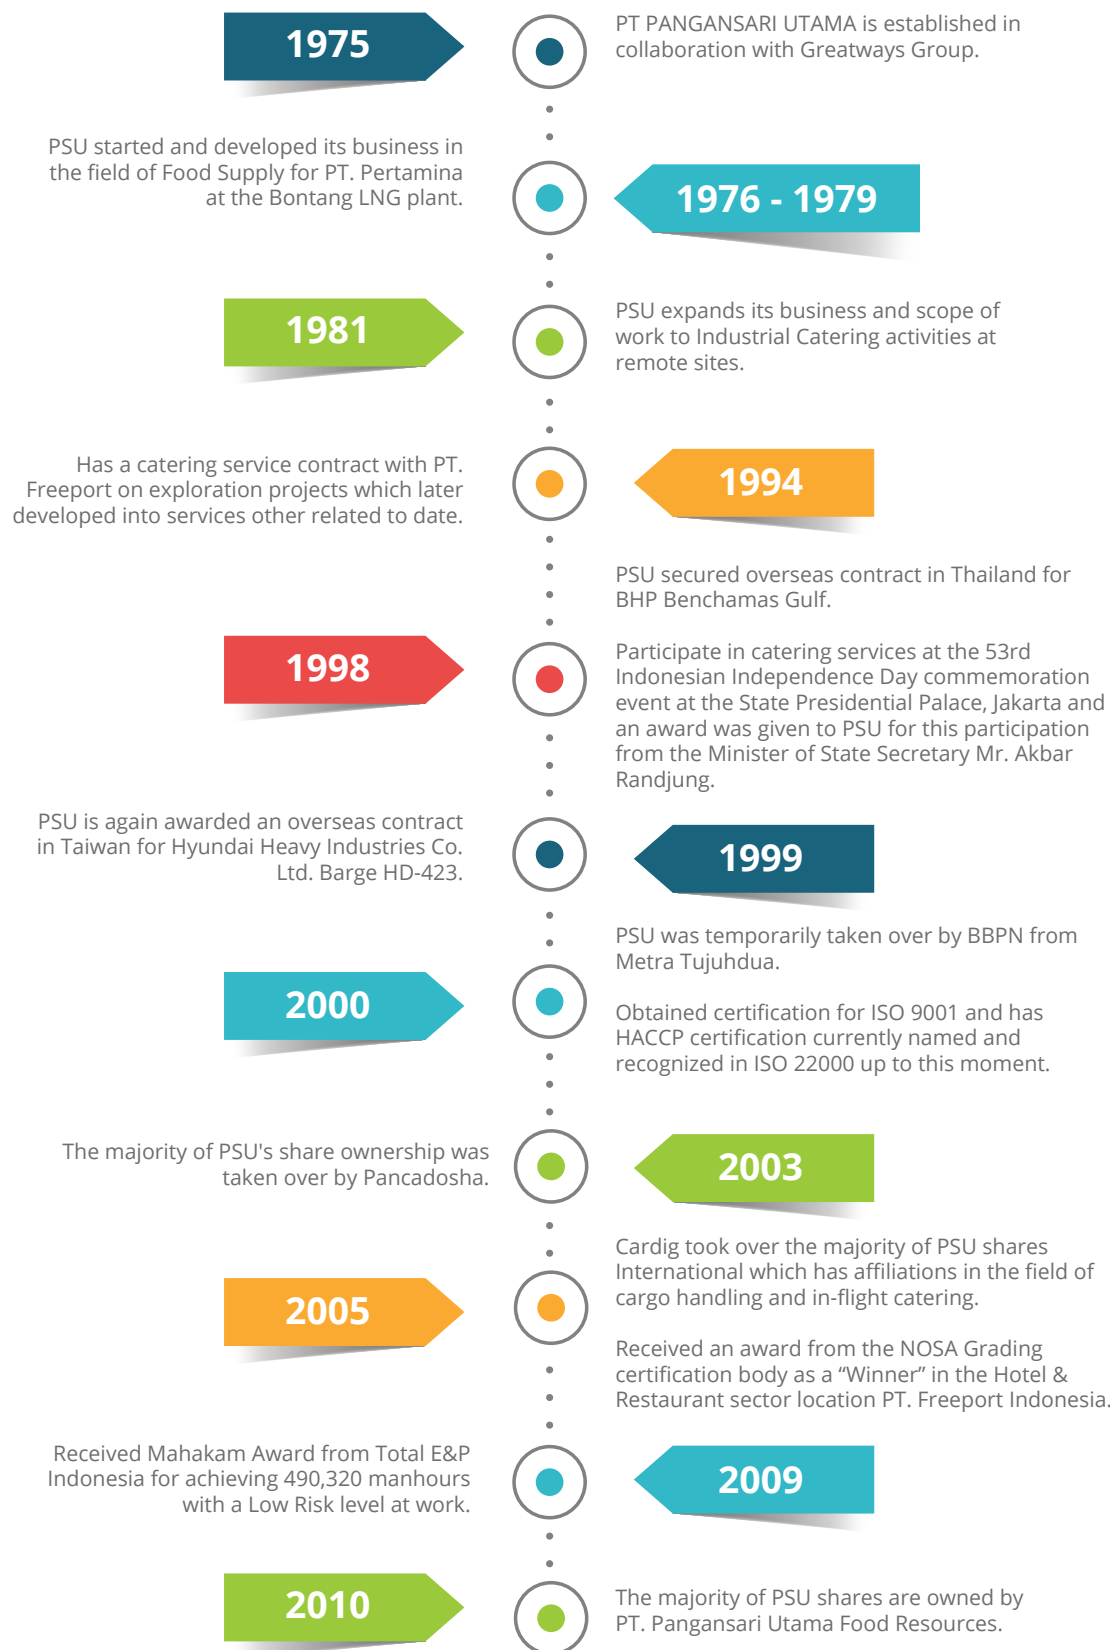 1975
PT PANGANSARI UTAMA is established in
collaboration with Greatways Group.
PSU started and developed its business in
the field of Food Supply for PT. Pertamina
at the Bontang LNG plant.
1976 - 1979
1981
PSU expands its business and scope of
work to Industrial Catering activities at
remote sites.
Has a catering service contract with PT.
Freeport on exploration projects which later
developed into services other related to date.
1994
1998
PSU secured overseas contract in Thailand for
BHP Benchamas Gulf.
Participate in catering services at the 53rd
Indonesian Independence Day commemoration
event at the State Presidential Palace, Jakarta and
an award was given to PSU for this participation
from the Minister of State Secretary Mr. Akbar
Randjung.
PSU is again awarded an overseas contract
in Taiwan for Hyundai Heavy Industries Co.
Ltd. Barge HD-423.
1999
2000
PSU was temporarily taken over by BBPN from
Metra Tujuhdua.
Obtained certification for ISO 9001 and has
HACCP certification currently named and
recognized in ISO 22000 up to this moment.
The majority of PSU's share ownership was
taken over by Pancadosha.
2003
2005
Cardig took over the majority of PSU shares
International which has affiliations in the field of
cargo handling and in-flight catering.
Received an award from the NOSA Grading
certification body as a “Winner” in the Hotel &
Restaurant sector location PT. Freeport Indonesia.
Received Mahakam Award from Total E&P
Indonesia for achieving 490,320 manhours
with a Low Risk level at work.
2009
2010
The majority of PSU shares are owned by
PT. Pangansari Utama Food Resources.